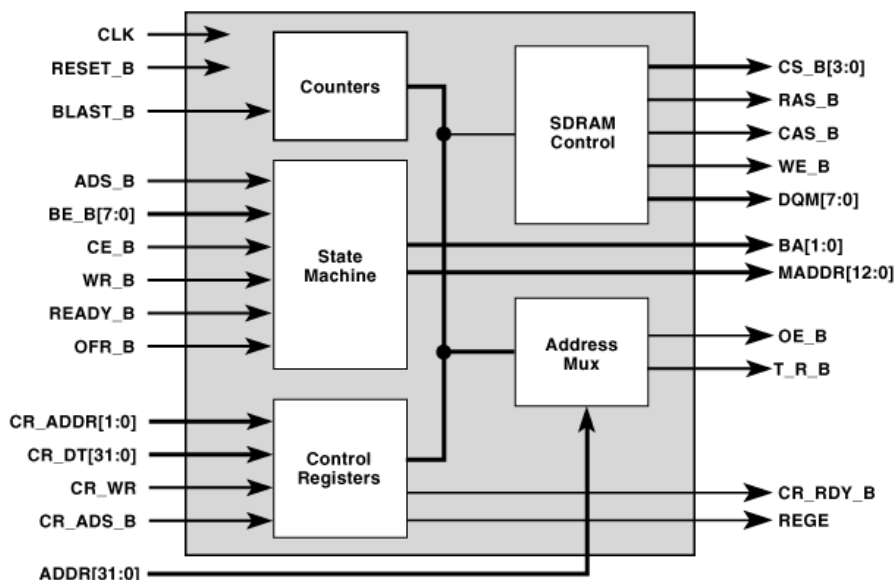 CLK
RESET_B
BLAST_B
ADS_B
BE_B[7:0]
CE_B
WR_B
READY_B
OFR_B
CR_ADDR[1:0]
CR_DT[31:0]
CR_WR
CR_ADS_B
ADDR[31:0]
Counters
State
Machine
Control
Registers
SDRAM
Control
Address
Mux
CS_B[3:0]
RAS_B
CAS_B
WE_B
DQM[7:0]
BA[1:0]
MADDR[12:0]
OE_B
T_R_B
CR_RDY_B
REGE